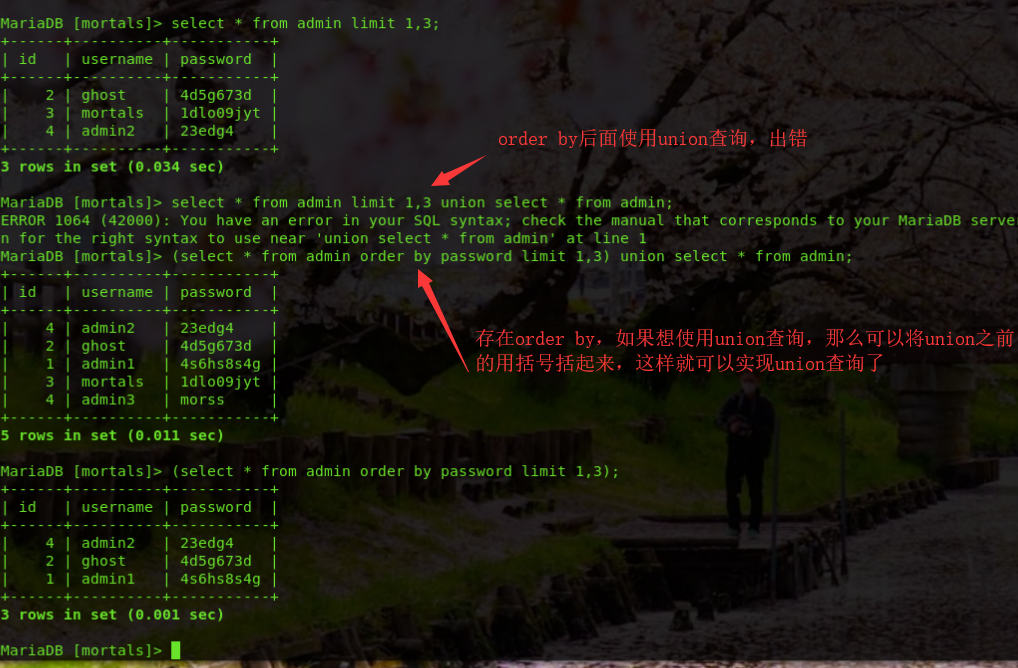 MariaDB [mortals]> select * from admin limit 1,3;
+------+----------+-----------+
| id   | username | password  |
+------+----------+-----------+
|    2 | ghost    | 4d5g673d  |
|    3 | mortals  | 1dlo09jyt |
|    4 | admin2   | 23edg4    |
+------+----------+-----------+
3 rows in set (0.034 sec)
order by后面使用union查询，出错
MariaDB [mortals]> select * from admin limit 1,3 union select * from admin;
ERROR 1064 (42000): You have an error in your SQL syntax; check the manual that corresponds to your MariaDB server
n for the right syntax to use near 'union select * from admin' at line 1
MariaDB [mortals]> (select * from admin order by password limit 1,3) union select * from admin;
+------+----------+-----------+
| id   | username | password  |
+------+----------+-----------+
|    4 | admin2   | 23edg4    |
|    2 | ghost    | 4d5g673d  |
|    1 | admin1   | 4s6hs8s4g |
|    3 | mortals  | 1dlo09jyt |
|    4 | admin3   | morss     |
+------+----------+-----------+
5 rows in set (0.011 sec)
存在order by，如果想使用union查询，那么可以将union之前
的用括号括起来，这样就可以实现union查询了
MariaDB [mortals]> (select * from admin order by password limit 1,3);
+------+----------+-----------+
| id   | username | password  |
+------+----------+-----------+
|    4 | admin2   | 23edg4    |
|    2 | ghost    | 4d5g673d  |
|    1 | admin1   | 4s6hs8s4g |
+------+----------+-----------+
3 rows in set (0.001 sec)
MariaDB [mortals]>